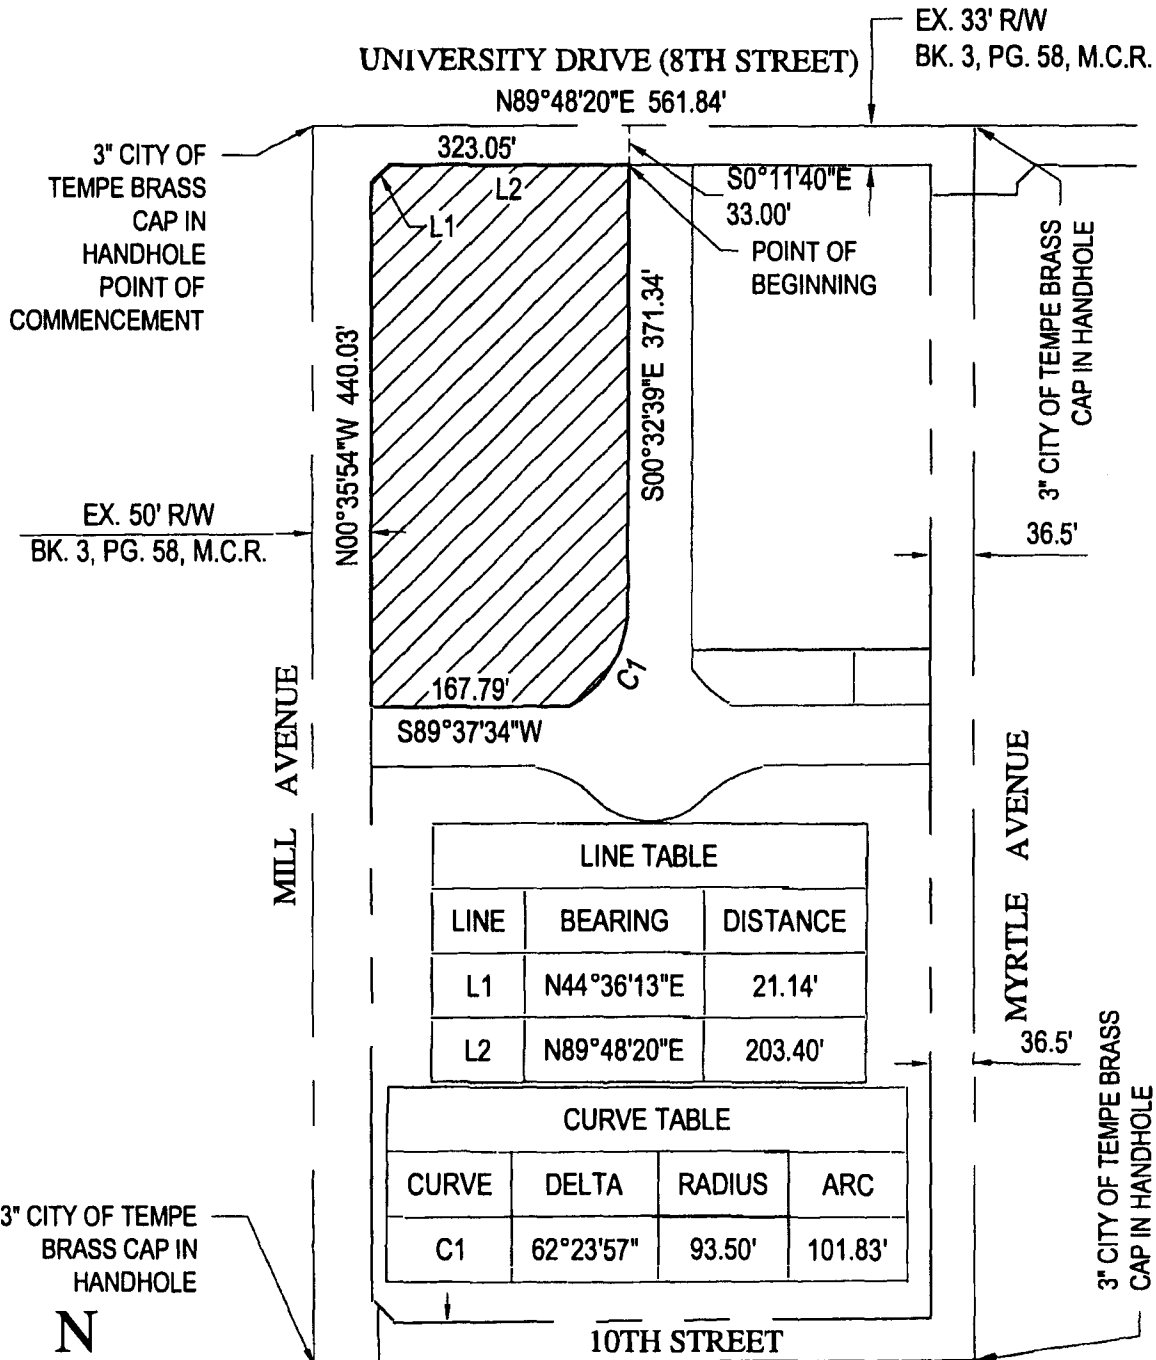 EX. 33' R/W
BK. 3, PG. 58, M.C.R.
UNIVERSITY DRIVE (8TH STREET)
N89°48'20"E 561.84'
3" CITY OF
TEMPE BRASS
CAP IN
HANDHOLE
POINT OF
COMMENCEMENT
323.05'
L2
L1
S0°11'40"E
33.00'
POINT OF
BEGINNING
3" CITY OF TEMPE BRASS
CAP IN HANDHOLE
N00°35'54"W 440.03'
S00°32'39"E 371.34'
EX. 50' R/W
BK. 3, PG. 58, M.C.R.
36.5'
C1
167.79'
S89°37'34"W
MILL AVENUE
MYRTLE AVENUE
LINE TABLE
LINE BEARING DISTANCE
L1 N44°36'13"E 21.14'
L2 N89°48'20"E 203.40'
36.5'
CURVE TABLE
CURVE DELTA RADIUS ARC
C1 62°23'57" 93.50' 101.83'
3" CITY OF TEMPE
BRASS CAP IN
HANDHOLE
3" CITY OF TEMPE BRASS
CAP IN HANDHOLE
N
10TH STREET